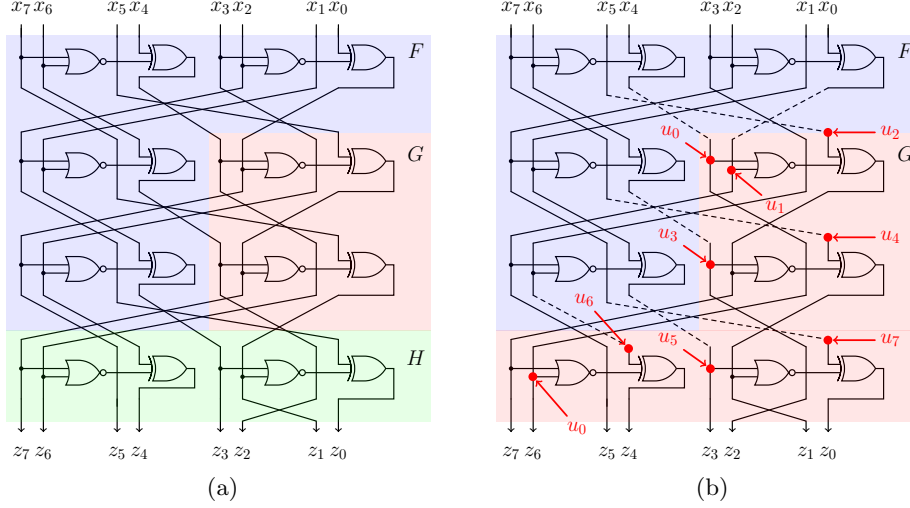 x₇ x₆ x₅ x₄ x₃ x₂ x₁ x₀
F
G
H
z₇ z₆ z₅ z₄ z₃ z₂ z₁ z₀
(a)
x₇ x₆ x₅ x₄ x₃ x₂ x₁ x₀
F
u₀
u₂
G
u₁
u₃
u₄
u₆
u₅
u₇
u₀
z₇ z₆ z₅ z₄ z₃ z₂ z₁ z₀
(b)